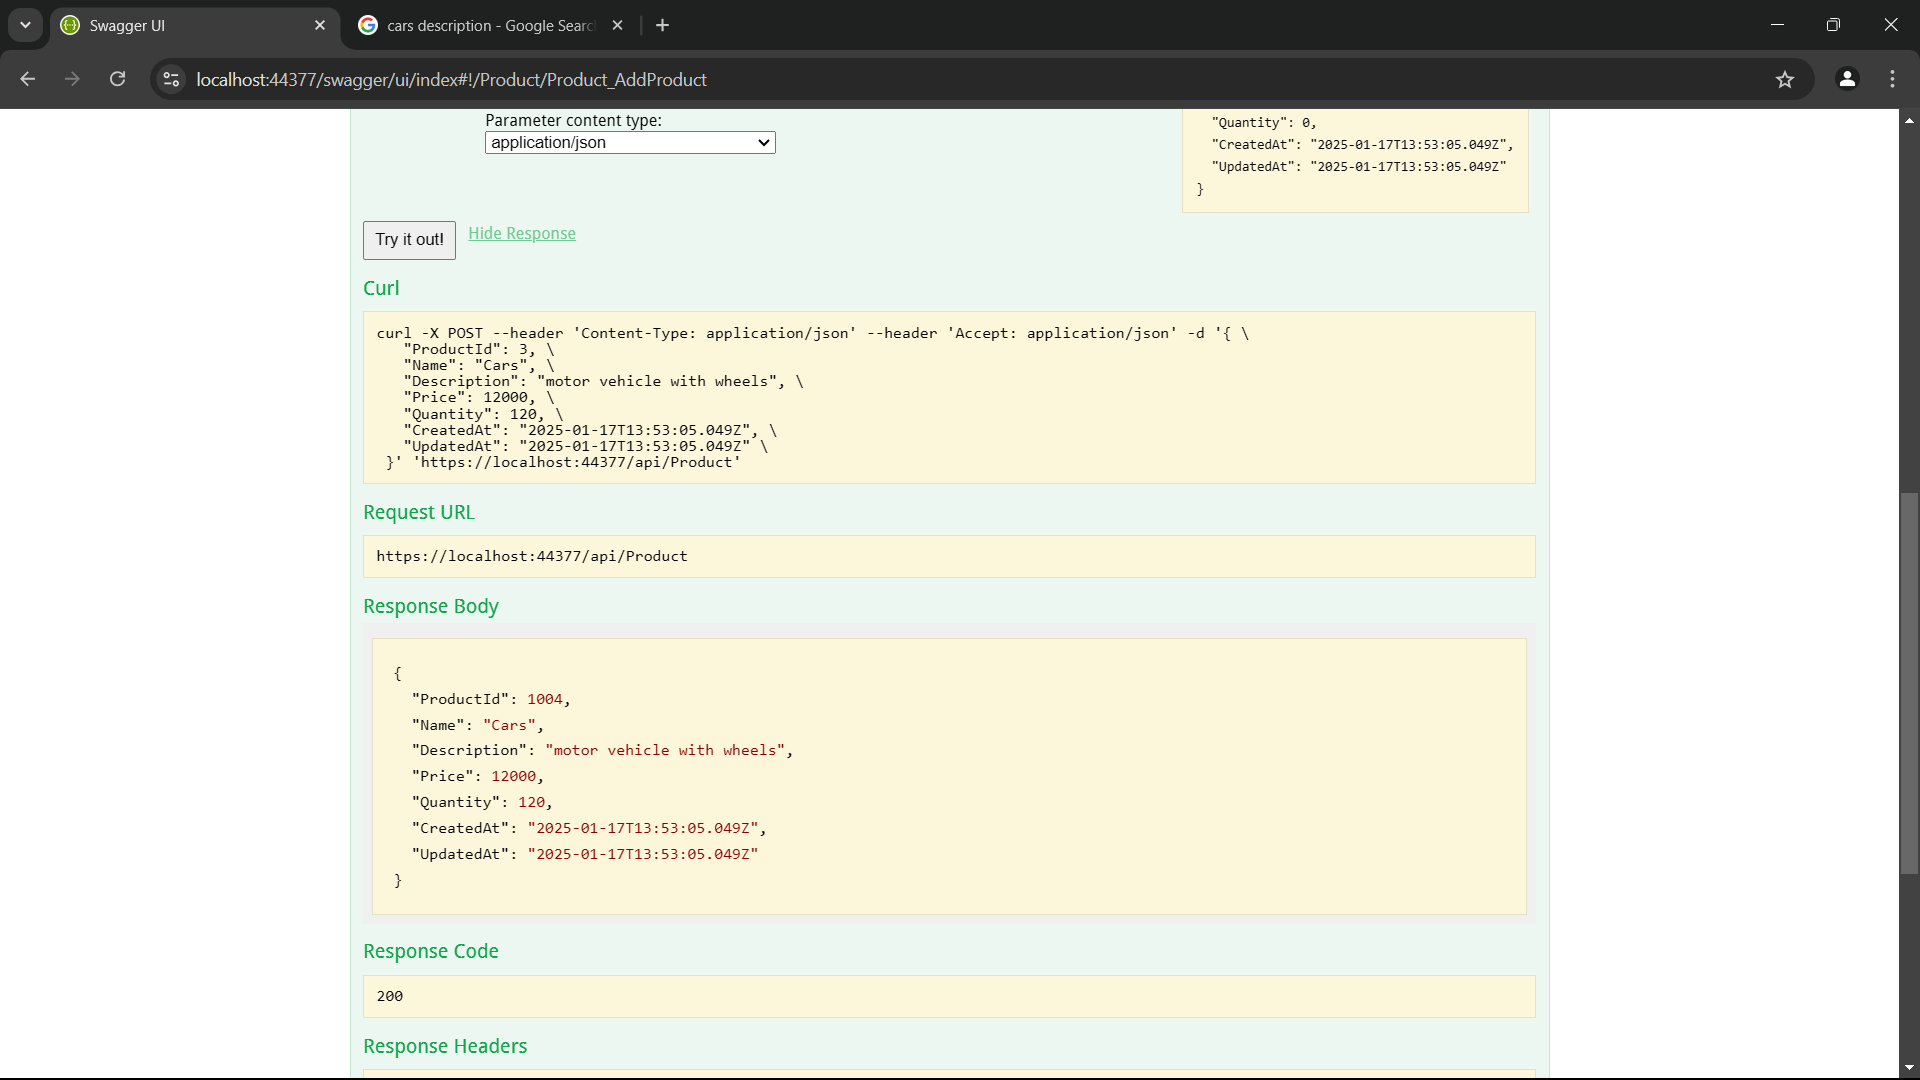 Swagger UI
cars description - Google Searc
localhost:44377/swagger/ui/index#!/Product/Product_AddProduct
Parameter content type:
application/json
"Quantity": 0,
"CreatedAt": "2025-01-17T13:53:05.049Z",
"UpdatedAt": "2025-01-17T13:53:05.049Z"
}
Try it out!
Hide Response
Curl
curl -X POST --header 'Content-Type: application/json' --header 'Accept: application/json' -d '{ \
"ProductId": 3, \
"Name": "Cars", \
"Description": "motor vehicle with wheels", \
"Price": 12000, \
"Quantity": 120, \
"CreatedAt": "2025-01-17T13:53:05.049Z", \
"UpdatedAt": "2025-01-17T13:53:05.049Z" \
}' 'https://localhost:44377/api/Product'
Request URL
https://localhost:44377/api/Product
Response Body
{
"ProductId": 1004,
"Name": "Cars",
"Description": "motor vehicle with wheels",
"Price": 12000,
"Quantity": 120,
"CreatedAt": "2025-01-17T13:53:05.049Z",
"UpdatedAt": "2025-01-17T13:53:05.049Z"
}
Response Code
200
Response Headers